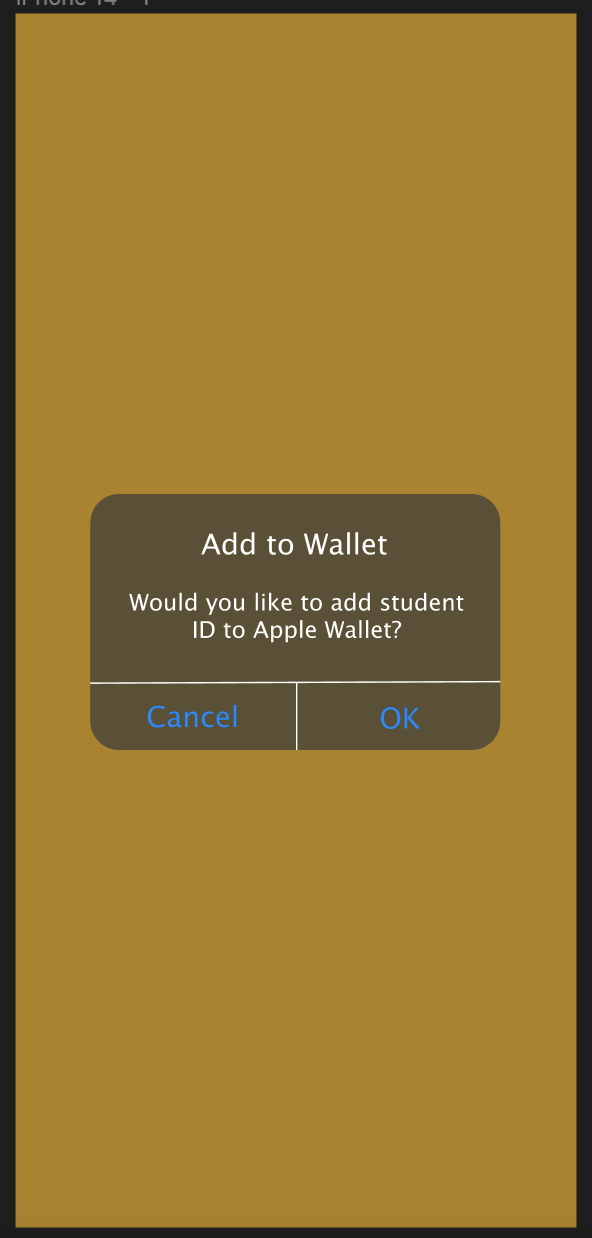 iPhone 14 - 1
Add to Wallet
Would you like to add student
ID to Apple Wallet?
Cancel
OK